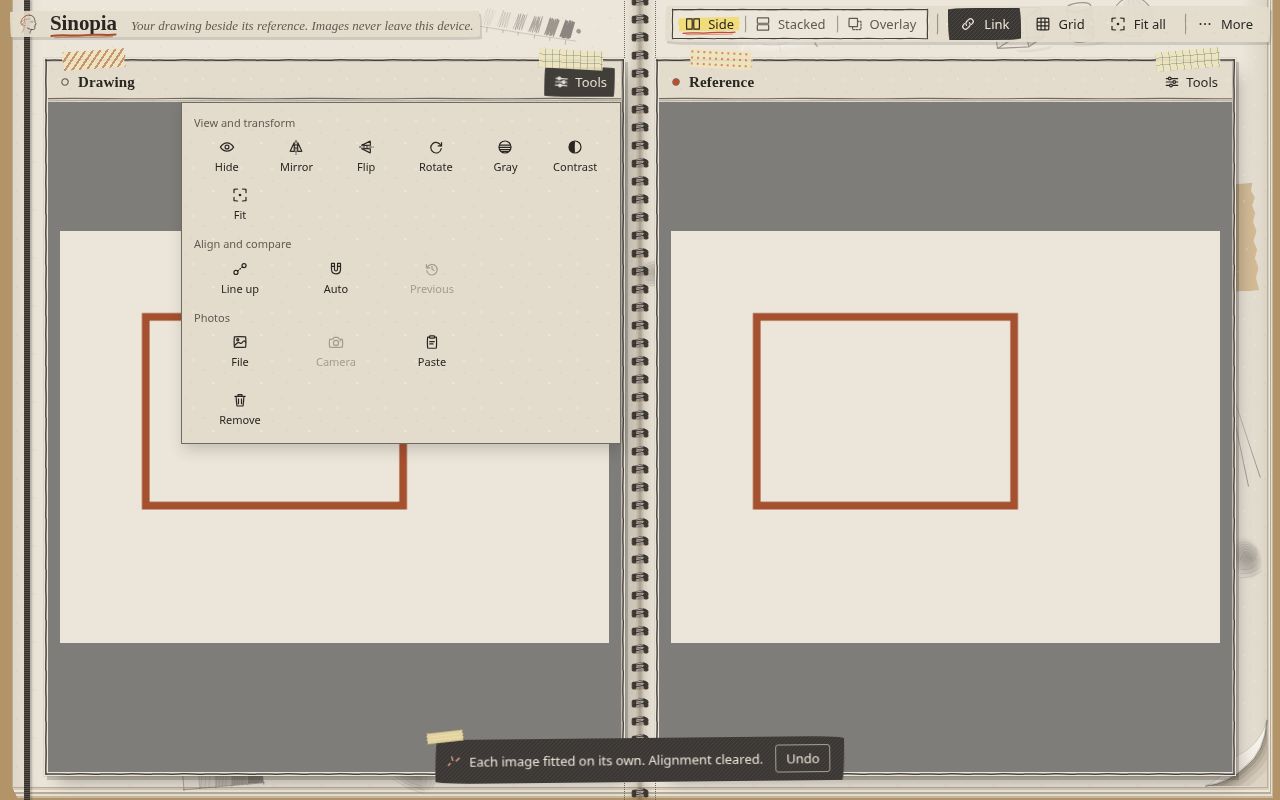 Sinopia Your drawing beside its reference. Images never leave this device.
Side Stacked Overlay Link Grid Fit all More
Drawing Tools
Reference Tools
View and transform
Hide Mirror Flip Rotate Gray Contrast
Fit
Align and compare
Line up Auto Previous
Photos
File Camera Paste
Remove
Each image fitted on its own. Alignment cleared. Undo